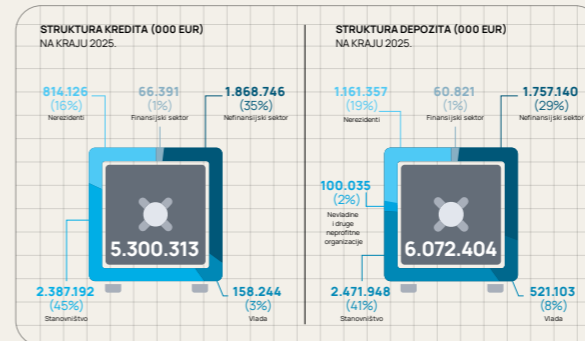 STRUKTURA KREDITA (000 EUR)
NA KRAJU 2025.
814.126
(16%)
Nerezidenti
66.391
(1%)
Finansijski sektor
1.868.746
(35%)
Nefinansijski sektor
5.300.313
2.387.192
(45%)
Stanovništvo
158.244
(3%)
Vlada
STRUKTURA DEPOZITA (000 EUR)
NA KRAJU 2025.
1.161.357
(19%)
Nerezidenti
60.821
(1%)
Finansijski sektor
1.757.140
(29%)
Nefinansijski sektor
100.035
(2%)
Nevladine
i druge
neprofitne
organizacije
6.072.404
2.471.948
(41%)
Stanovništvo
521.103
(8%)
Vlada